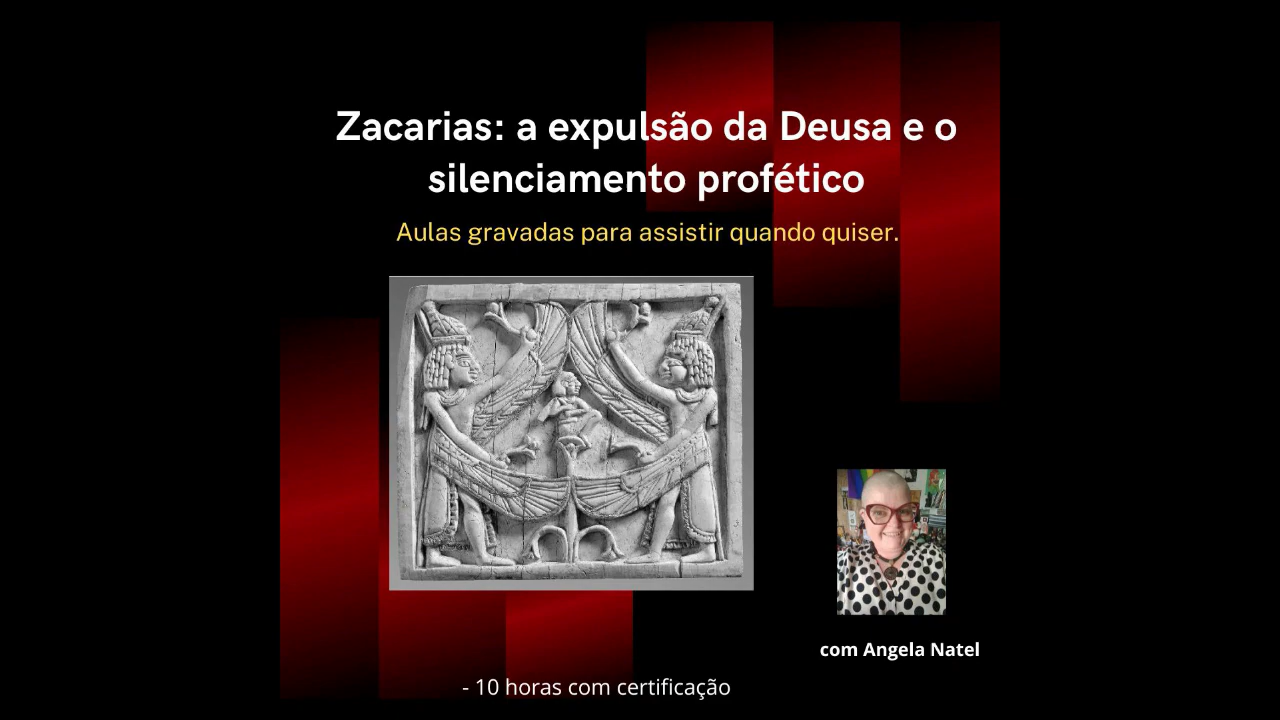 Zacarias: a expulsão da Deusa e o
silenciamento profético
Aulas gravadas para assistir quando quiser.
com Angela Natel
- 10 horas com certificação